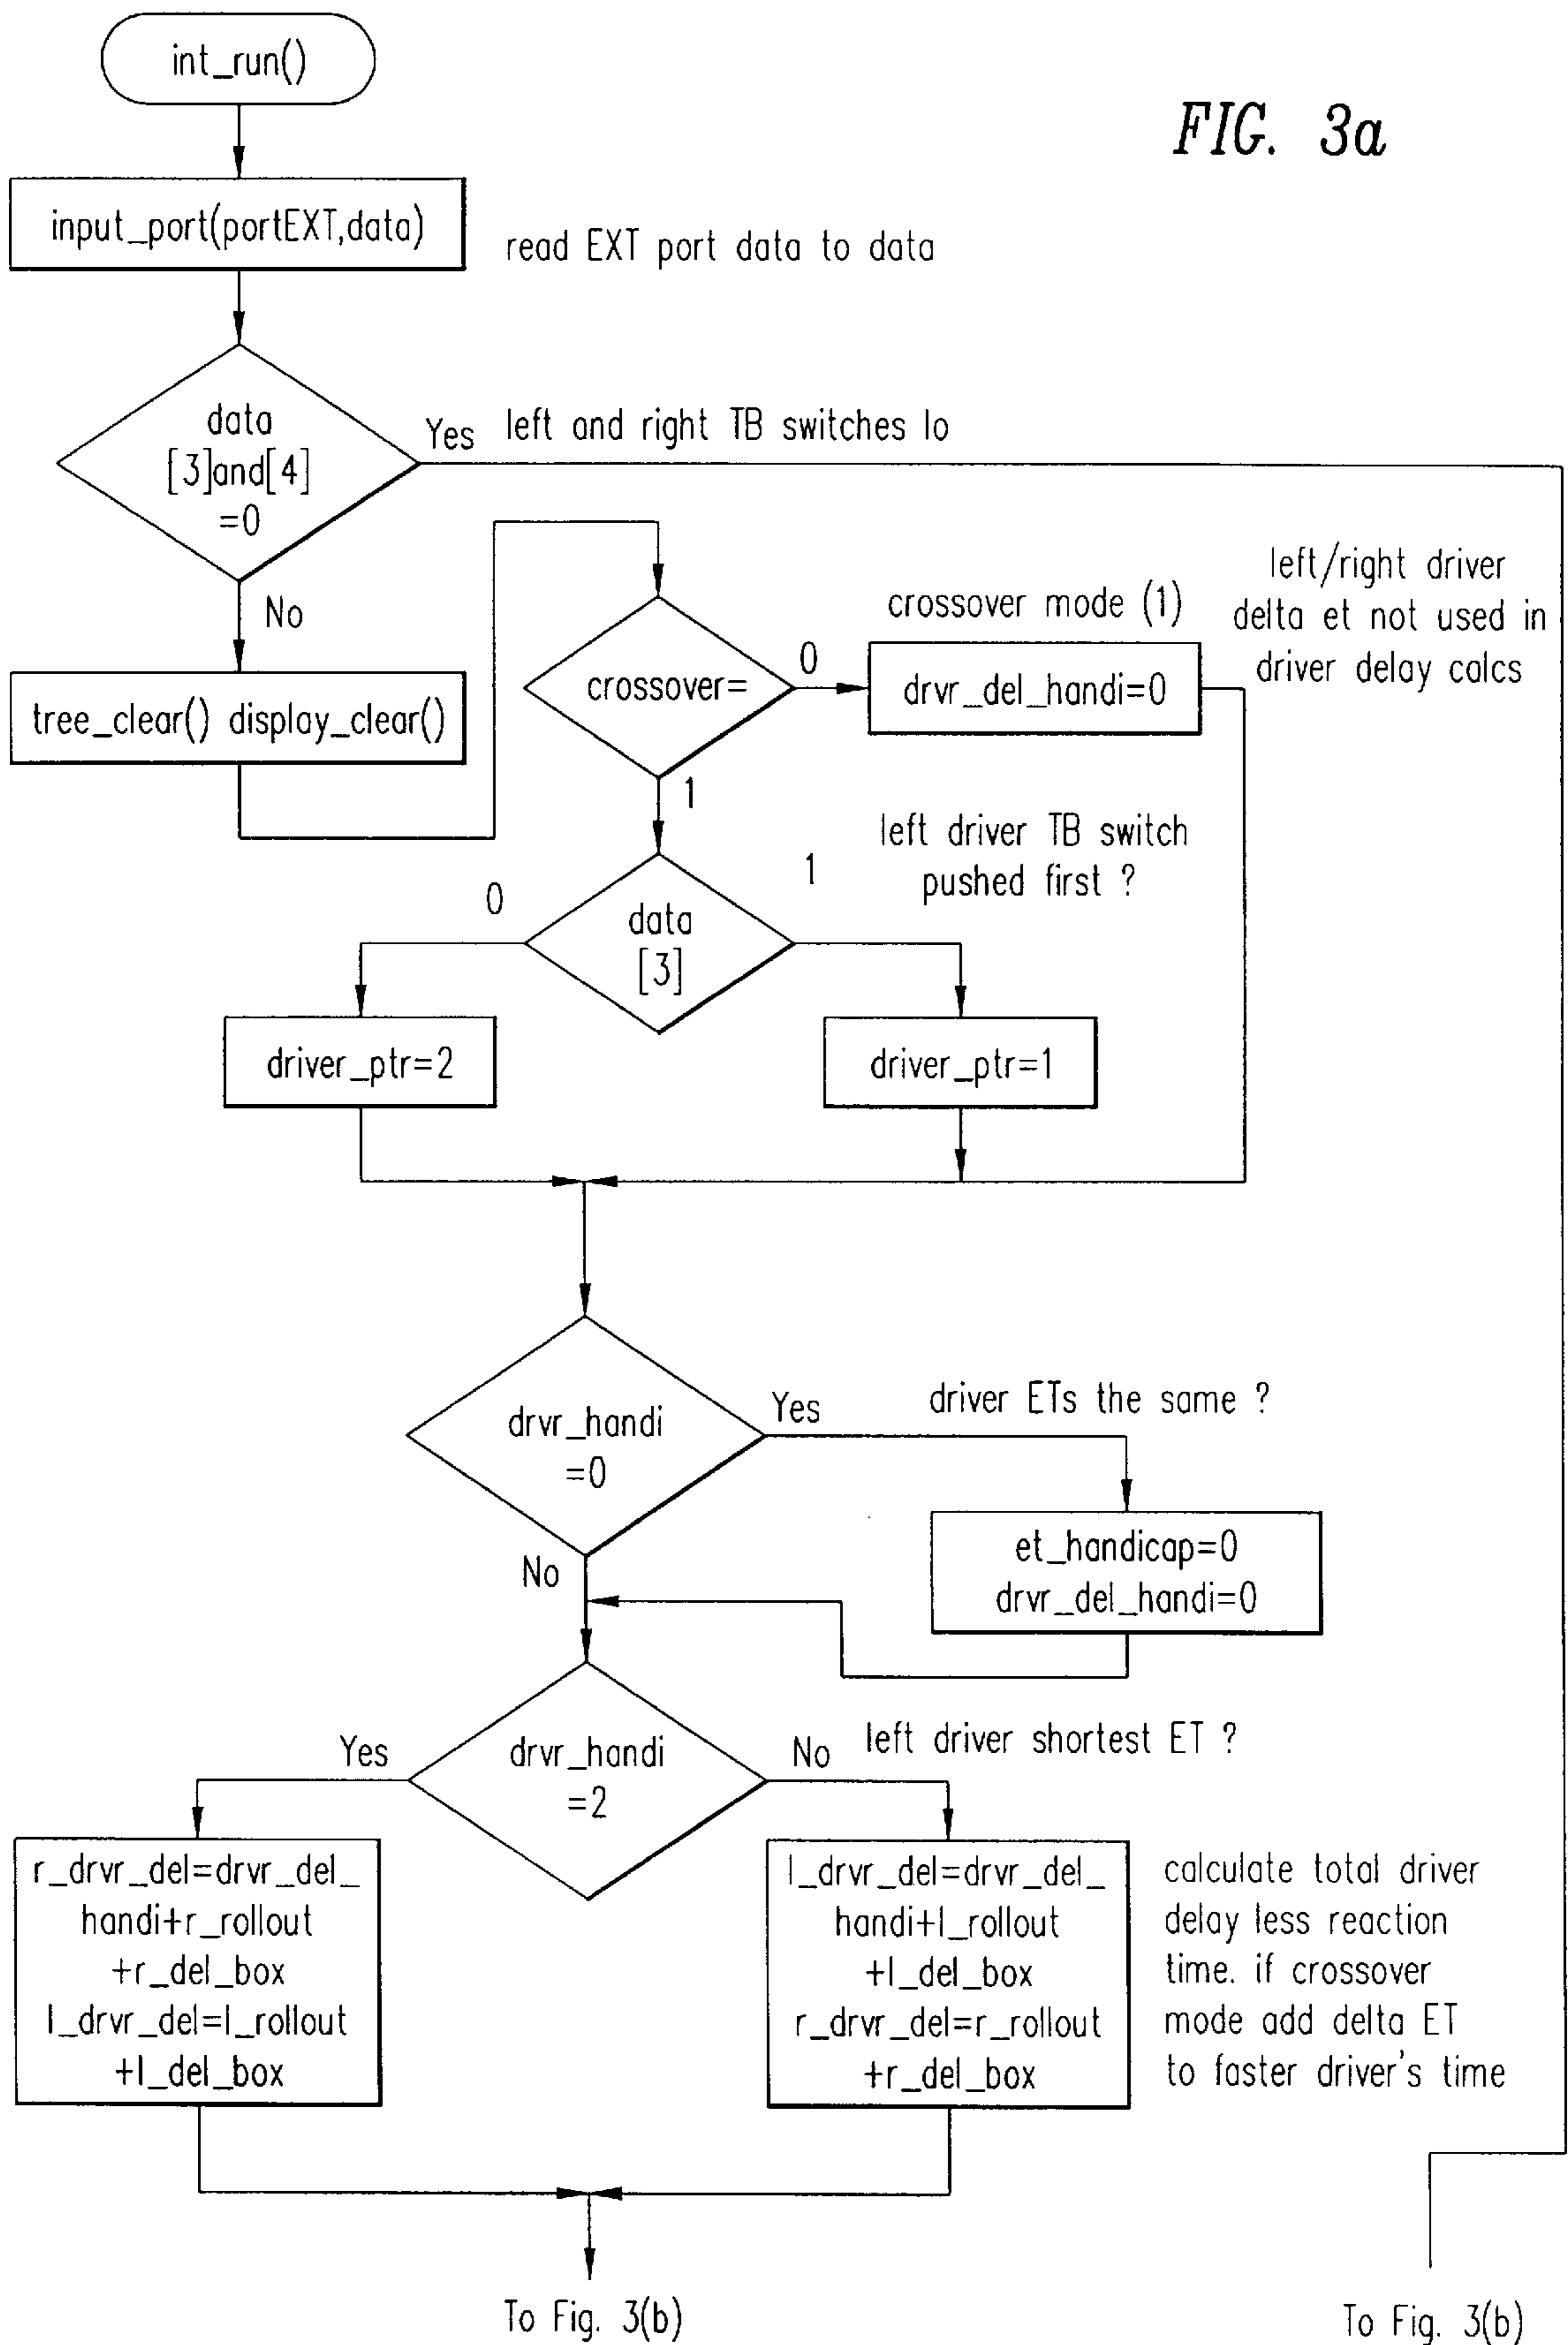 int_run()
FIG. 3a
input_port(portEXT,data)
read EXT port data to data
data
[3]and[4]
=0
Yes
left and right TB switches lo
No
tree_clear() display_clear()
crossover=
0
crossover mode (1)
drvr_del_handi=0
left/right driver
delta et not used in
driver delay calcs
1
left driver TB switch
pushed first ?
0
data
[3]
1
driver_ptr=2
driver_ptr=1
drvr_handi
=0
Yes
driver ETs the same ?
No
et_handicap=0
drvr_del_handi=0
Yes
drvr_handi
=2
No
left driver shortest ET ?
r_drvr_del=drvr_del_
handi+r_rollout
+r_del_box
l_drvr_del=l_rollout
+l_del_box
l_drvr_del=drvr_del_
handi+l_rollout
+l_del_box
r_drvr_del=r_rollout
+r_del_box
calculate total driver
delay less reaction
time. if crossover
mode add delta ET
to faster driver's time
To Fig. 3(b)
To Fig. 3(b)